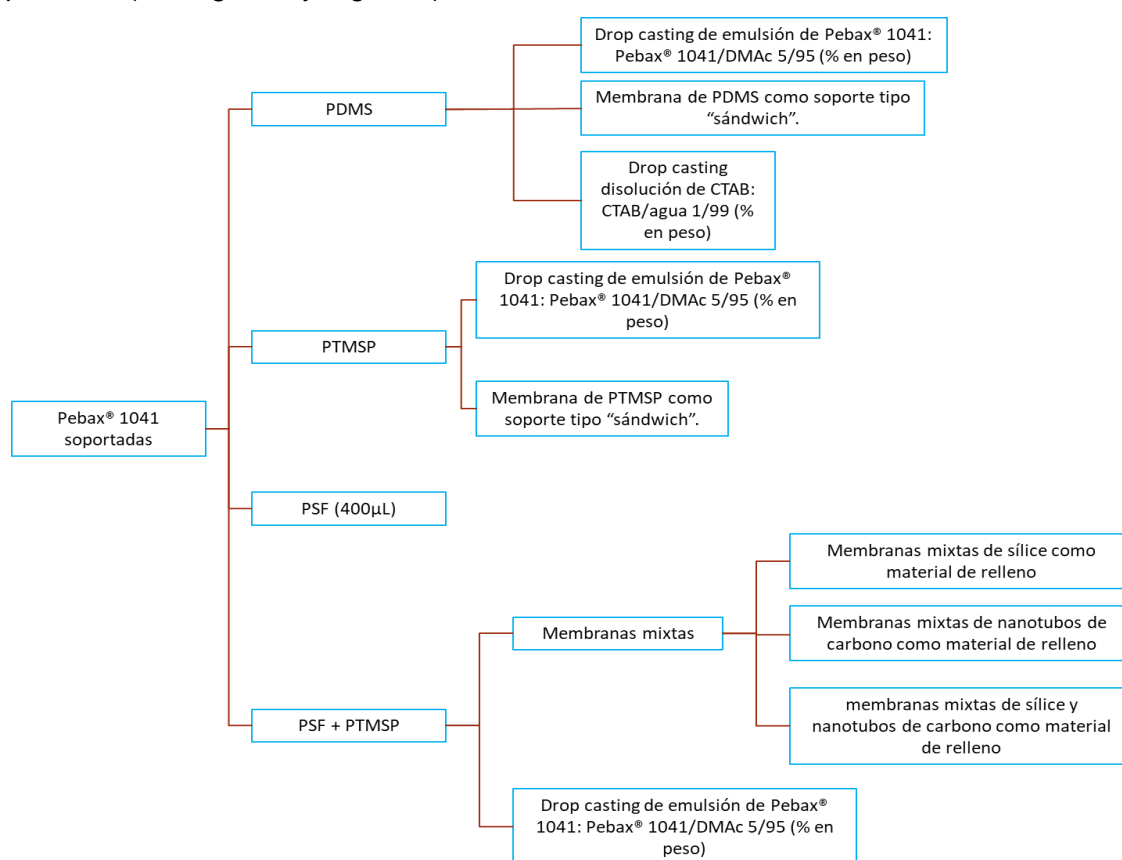 Drop casting de emulsión de Pebax® 1041:
Pebax® 1041/DMAc 5/95 (% en peso)
PDMS
Membrana de PDMS como soporte tipo
“sándwich”.
Drop casting
disolución de CTAB:
CTAB/agua 1/99 (%
en peso)
Drop casting de emulsión de Pebax®
1041: Pebax® 1041/DMAc 5/95 (% en
peso)
PTMSP
Membrana de PTMSP como
soporte tipo “sándwich”.
Pebax® 1041
soportadas
PSF (400µL)
Membranas mixtas de sílice como
material de relleno
Membranas mixtas
Membranas mixtas de nanotubos de
carbono como material de relleno
membranas mixtas de sílice y
nanotubos de carbono como material
de relleno
PSF + PTMSP
Drop casting de emulsión de Pebax®
1041: Pebax® 1041/DMAc 5/95 (% en
peso)